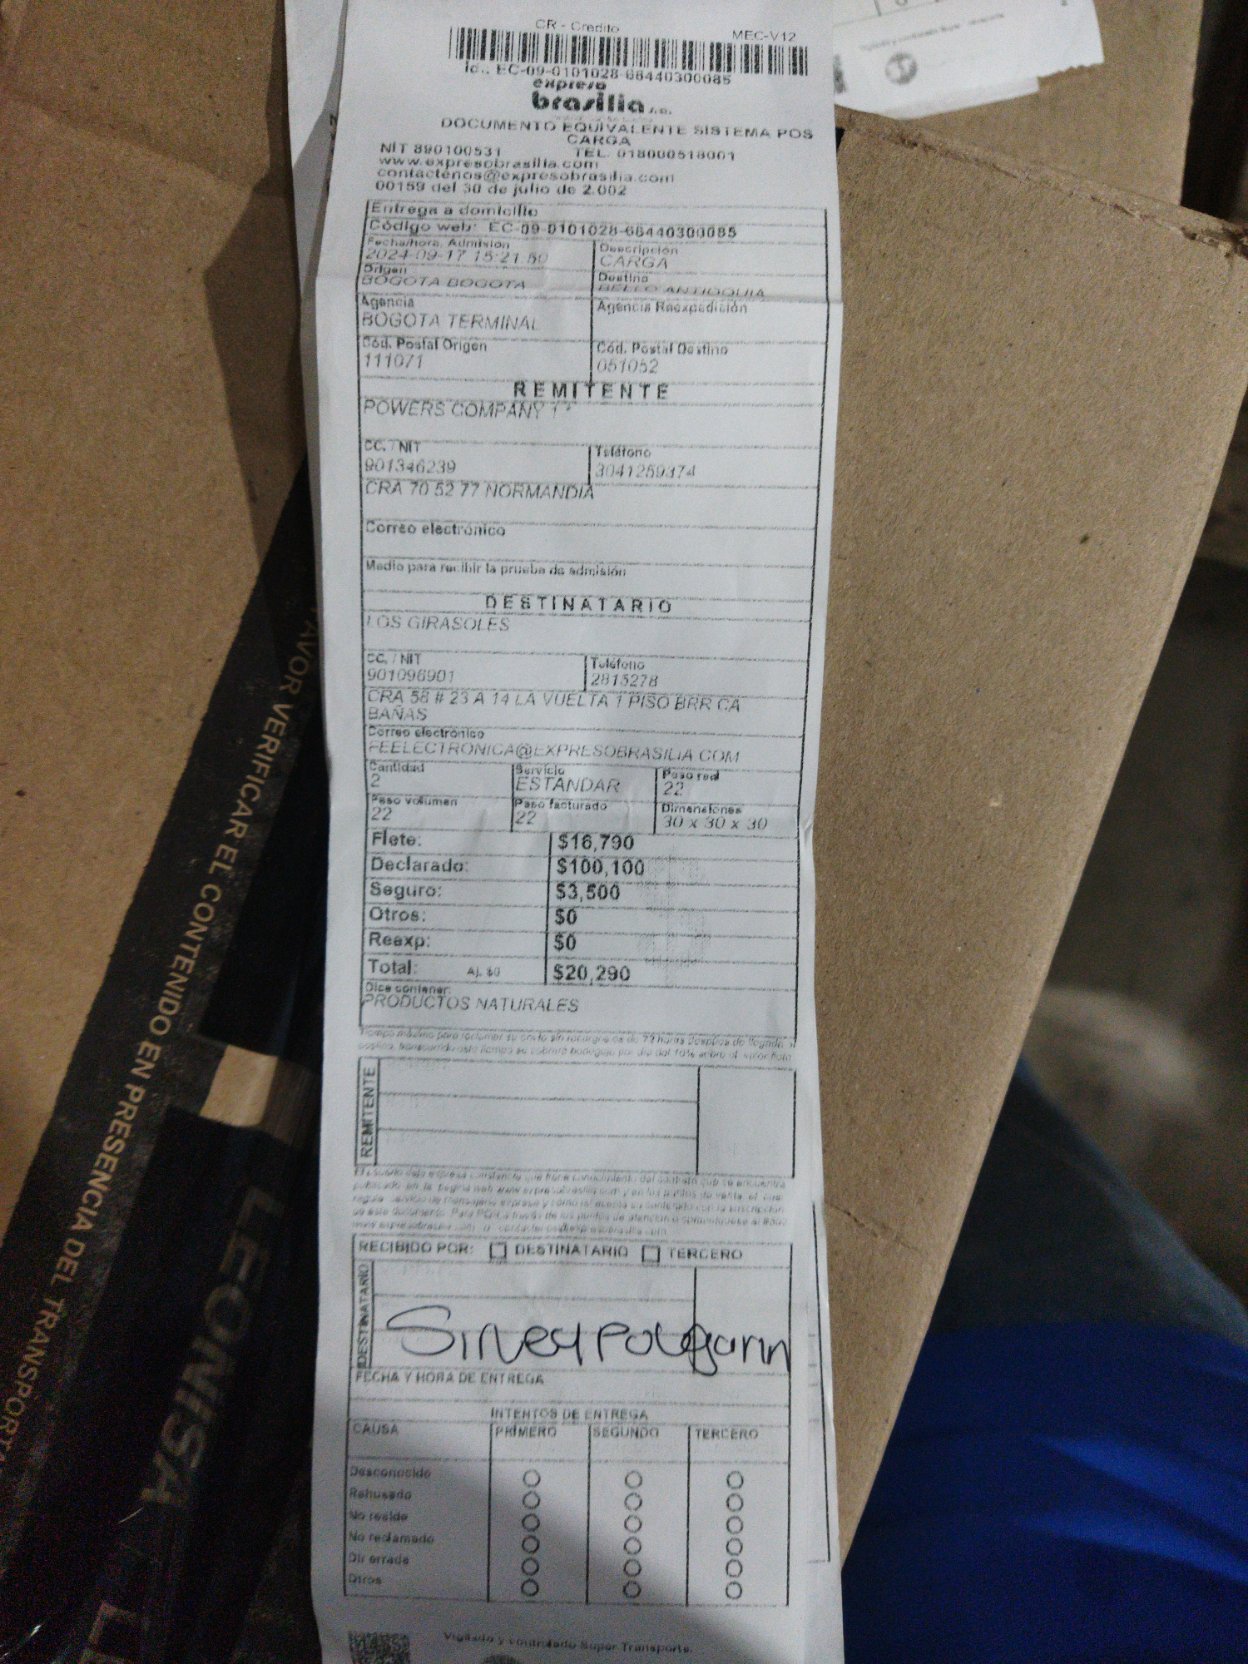 CR - Credito MEC-V12
Id.: EC-09-0101028-66440300085
expreso
brasilia s.a.
DOCUMENTO EQUIVALENTE SISTEMA POS
CARGA
NIT 890100531 TEL. 018000518001
www.expresobrasilia.com
contactenos@expresobrasilia.com
00159 del 30 de julio de 2.002
Entrega a domicilio
Código web: EC-09-0101028-66440300085
Fecha/hora. Admisión Descripción
2024-09-17 15:21:50 CARGA
Origen Destino
BOGOTA BOGOTA BELLO ANTIOQUIA
Agencia Agencia Reexpedición
BOGOTA TERMINAL
Cód. Postal Origen Cód. Postal Destino
111071 051052
REMITENTE
POWERS COMPANY 1*
CC. / NIT Teléfono
901346239 3041259374
CRA 70 52 77 NORMANDIA
Correo electrónico
Medio para recibir la prueba de admisión
DESTINATARIO
LOS GIRASOLES
CC. / NIT Teléfono
901096901 2815278
CRA 58 # 23 A 14 LA VUELTA 1 PISO BRR CA
BAÑAS
Correo electrónico
FEELECTRONICA@EXPRESOBRASILIA.COM
Cantidad Servicio Peso real
2 ESTANDAR 22
Peso volumen Peso facturado Dimensiones
22 22 30 x 30 x 30
Flete: $16,790
Declarado: $100,100
Seguro: $3,500
Otros: $0
Reexp: $0
Total: Aj. $0 $20,290
Dice contener:
PRODUCTOS NATURALES
REMITENTE
RECIBIDO POR: DESTINATARIO TERCERO
DESTINATARIO
FECHA Y HORA DE ENTREGA
INTENTOS DE ENTREGA
CAUSA PRIMERO SEGUNDO TERCERO
Desconocido
Rehusado
No reside
No reclamado
Dir errada
Otros
Vigilado y controlado Super Transporte.
FAVOR VERIFICAR EL CONTENIDO EN PRESENCIA DEL TRANSPORTA
LEONISA